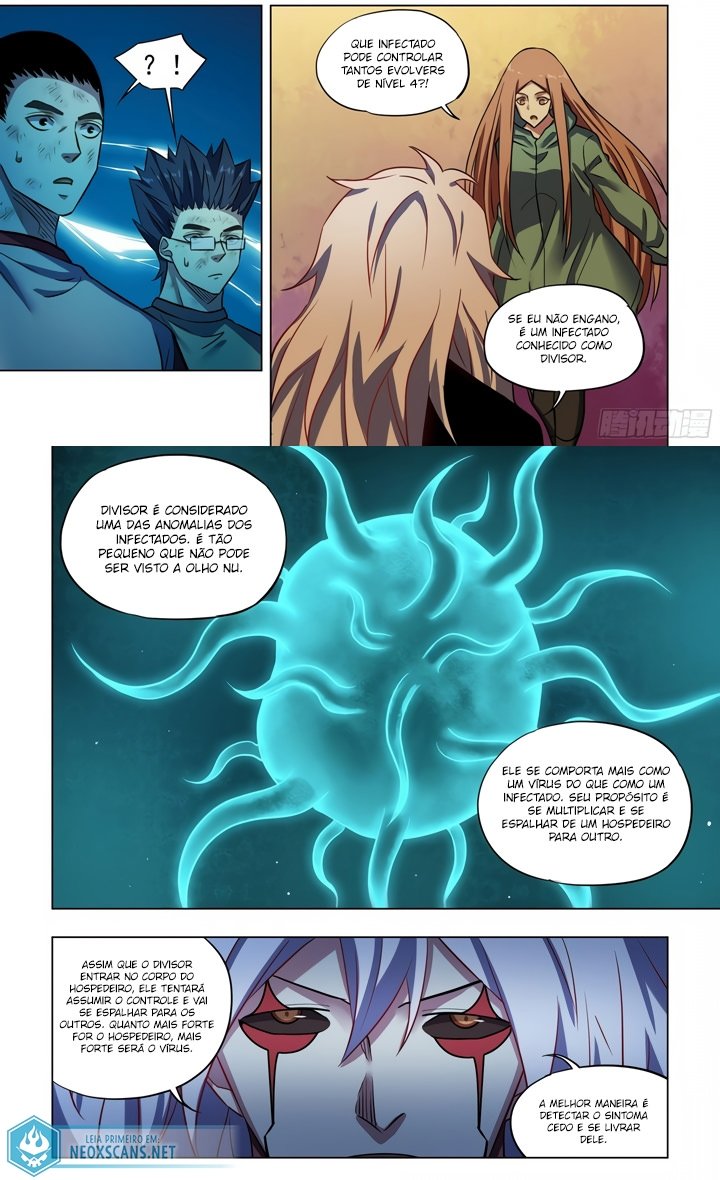 ? !
QUE INFECTADO
PODE CONTROLAR
TANTOS EVOLVERS
DE NÍVEL 4?!
SE EU NÃO ENGANO,
É UM INFECTADO
CONHECIDO COMO
DIVISOR.
腾讯动漫
DIVISOR É CONSIDERADO
UMA DAS ANOMALIAS DOS
INFECTADOS. É TÃO
PEQUENO QUE NÃO PODE
SER VISTO A OLHO NU.
ELE SE COMPORTA MAIS COMO
UM VÍRUS DO QUE COMO UM
INFECTADO. SEU PROPÓSITO É
SE MULTIPLICAR E SE
ESPALHAR DE UM HOSPEDEIRO
PARA OUTRO.
ASSIM QUE O DIVISOR
ENTRAR NO CORPO DO
HOSPEDEIRO, ELE TENTARÁ
ASSUMIR O CONTROLE E VAI
SE ESPALHAR PARA OS
OUTROS. QUANTO MAIS FORTE
FOR O HOSPEDEIRO, MAIS
FORTE SERÁ O VÍRUS.
A MELHOR MANEIRA É
DETECTAR O SINTOMA
CEDO E SE LIVRAR
DELE.
LEIA PRIMEIRO EM:
NEOXSCANS.NET